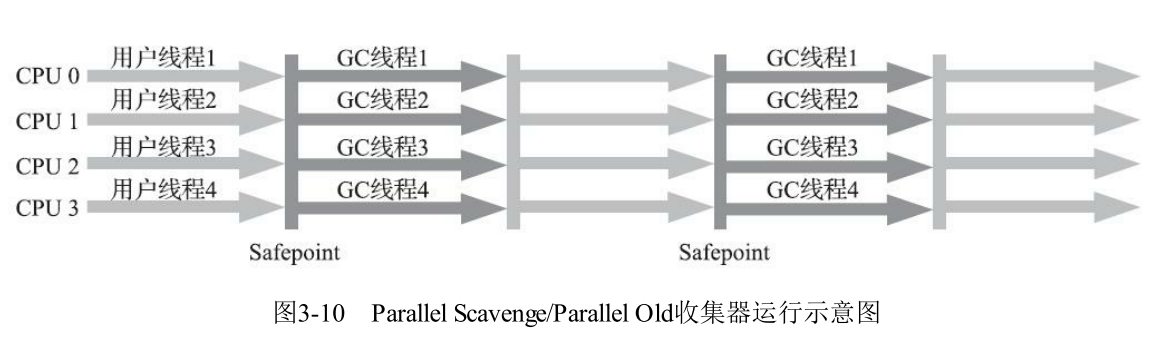 用户线程1 GC线程1 GC线程1
CPU 0
用户线程2 GC线程2 GC线程2
CPU 1
用户线程3 GC线程3 GC线程3
CPU 2
用户线程4 GC线程4 GC线程4
CPU 3
Safepoint Safepoint
图3-10 Parallel Scavenge/Parallel Old收集器运行示意图